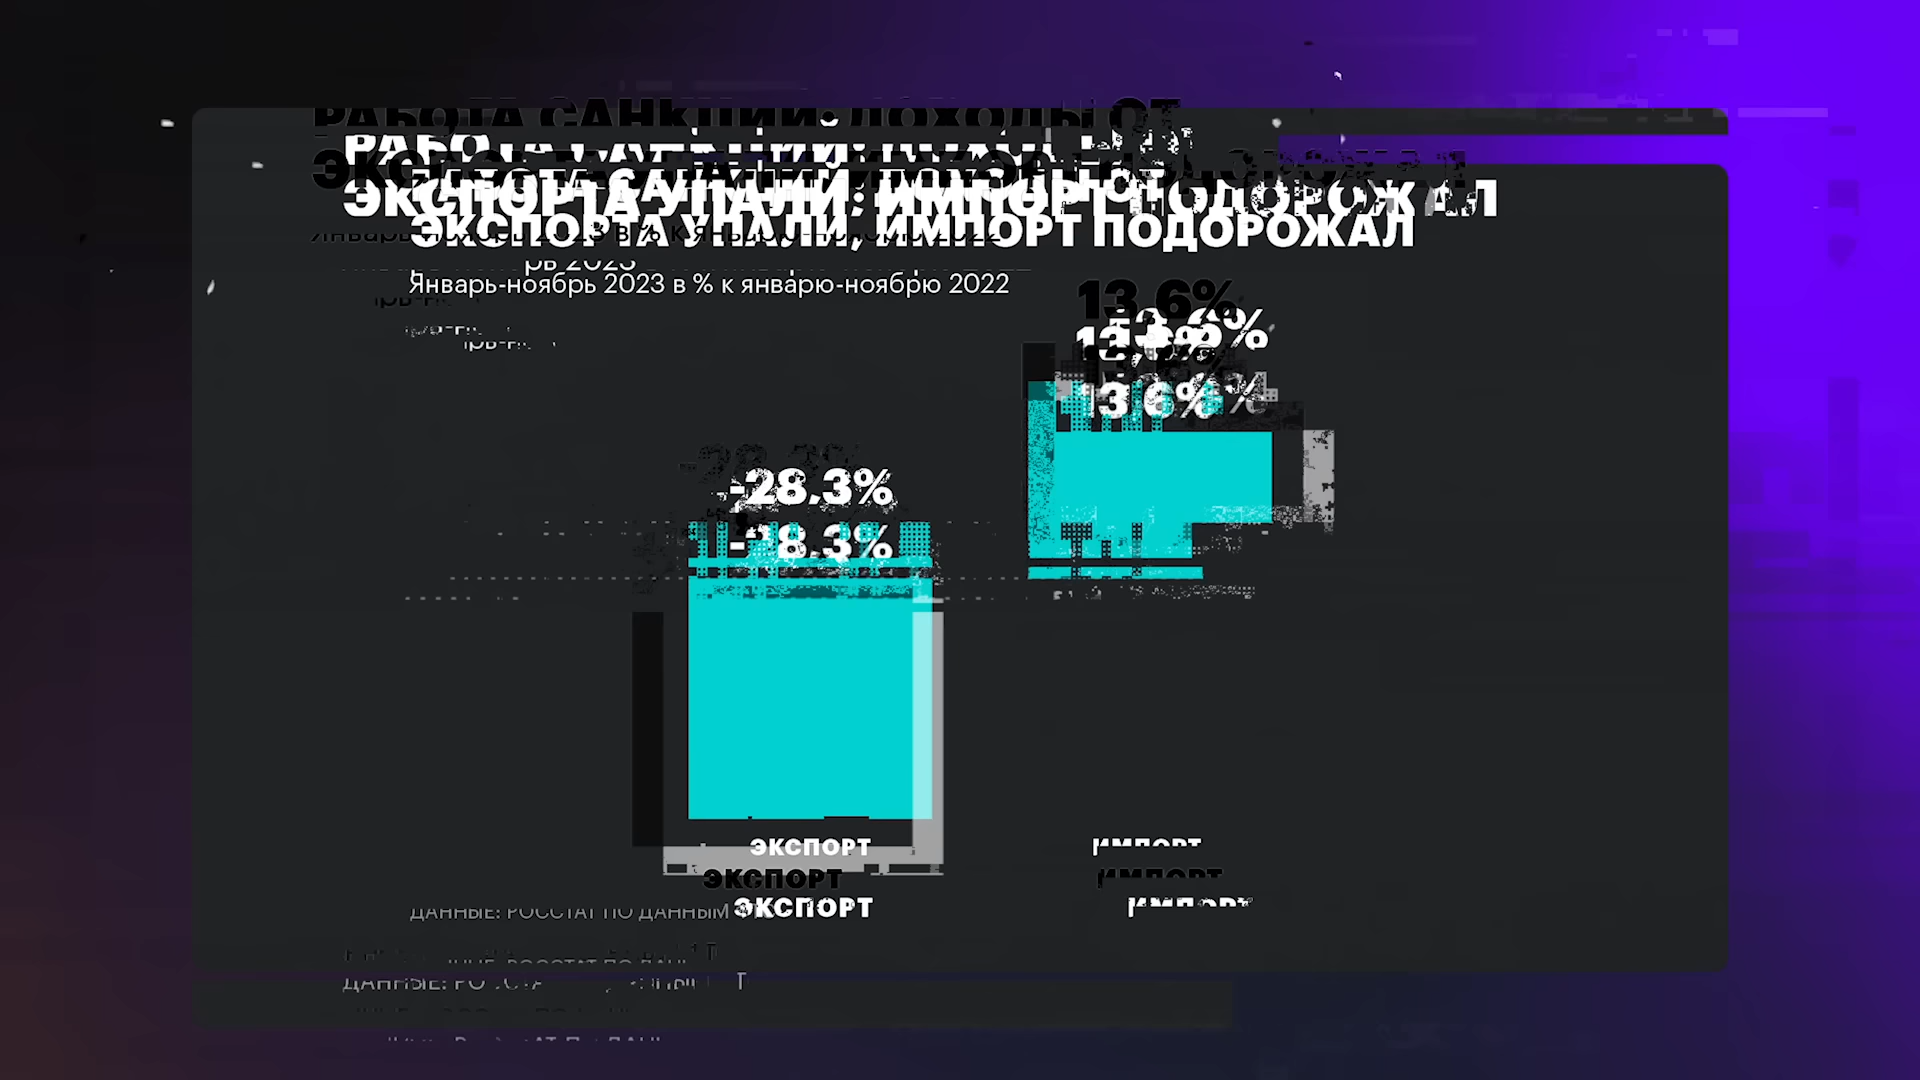 РАБОТА САНКЦИЙ: ДОХОДЫ ОТ
ЭКСПОРТА УПАЛИ, ИМПОРТ ПОДОРОЖАЛ
Январь-ноябрь 2023 в % к январю-ноябрю 2022
13,6%
-28,3%
ЭКСПОРТ
ИМПОРТ
ДАННЫЕ: РОССТАТ ПО ДАННЫМ